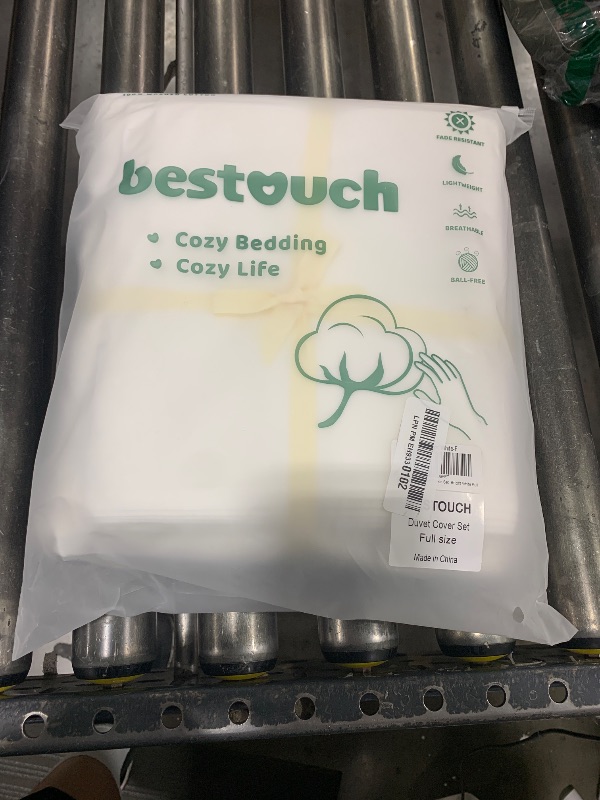 bestouch
Cozy Bedding
Cozy Life
FADE RESISTANT
LIGHTWEIGHT
BREATHABLE
BALL-FREE
TOUCH
Duvet Cover Set
Full size
Made in China